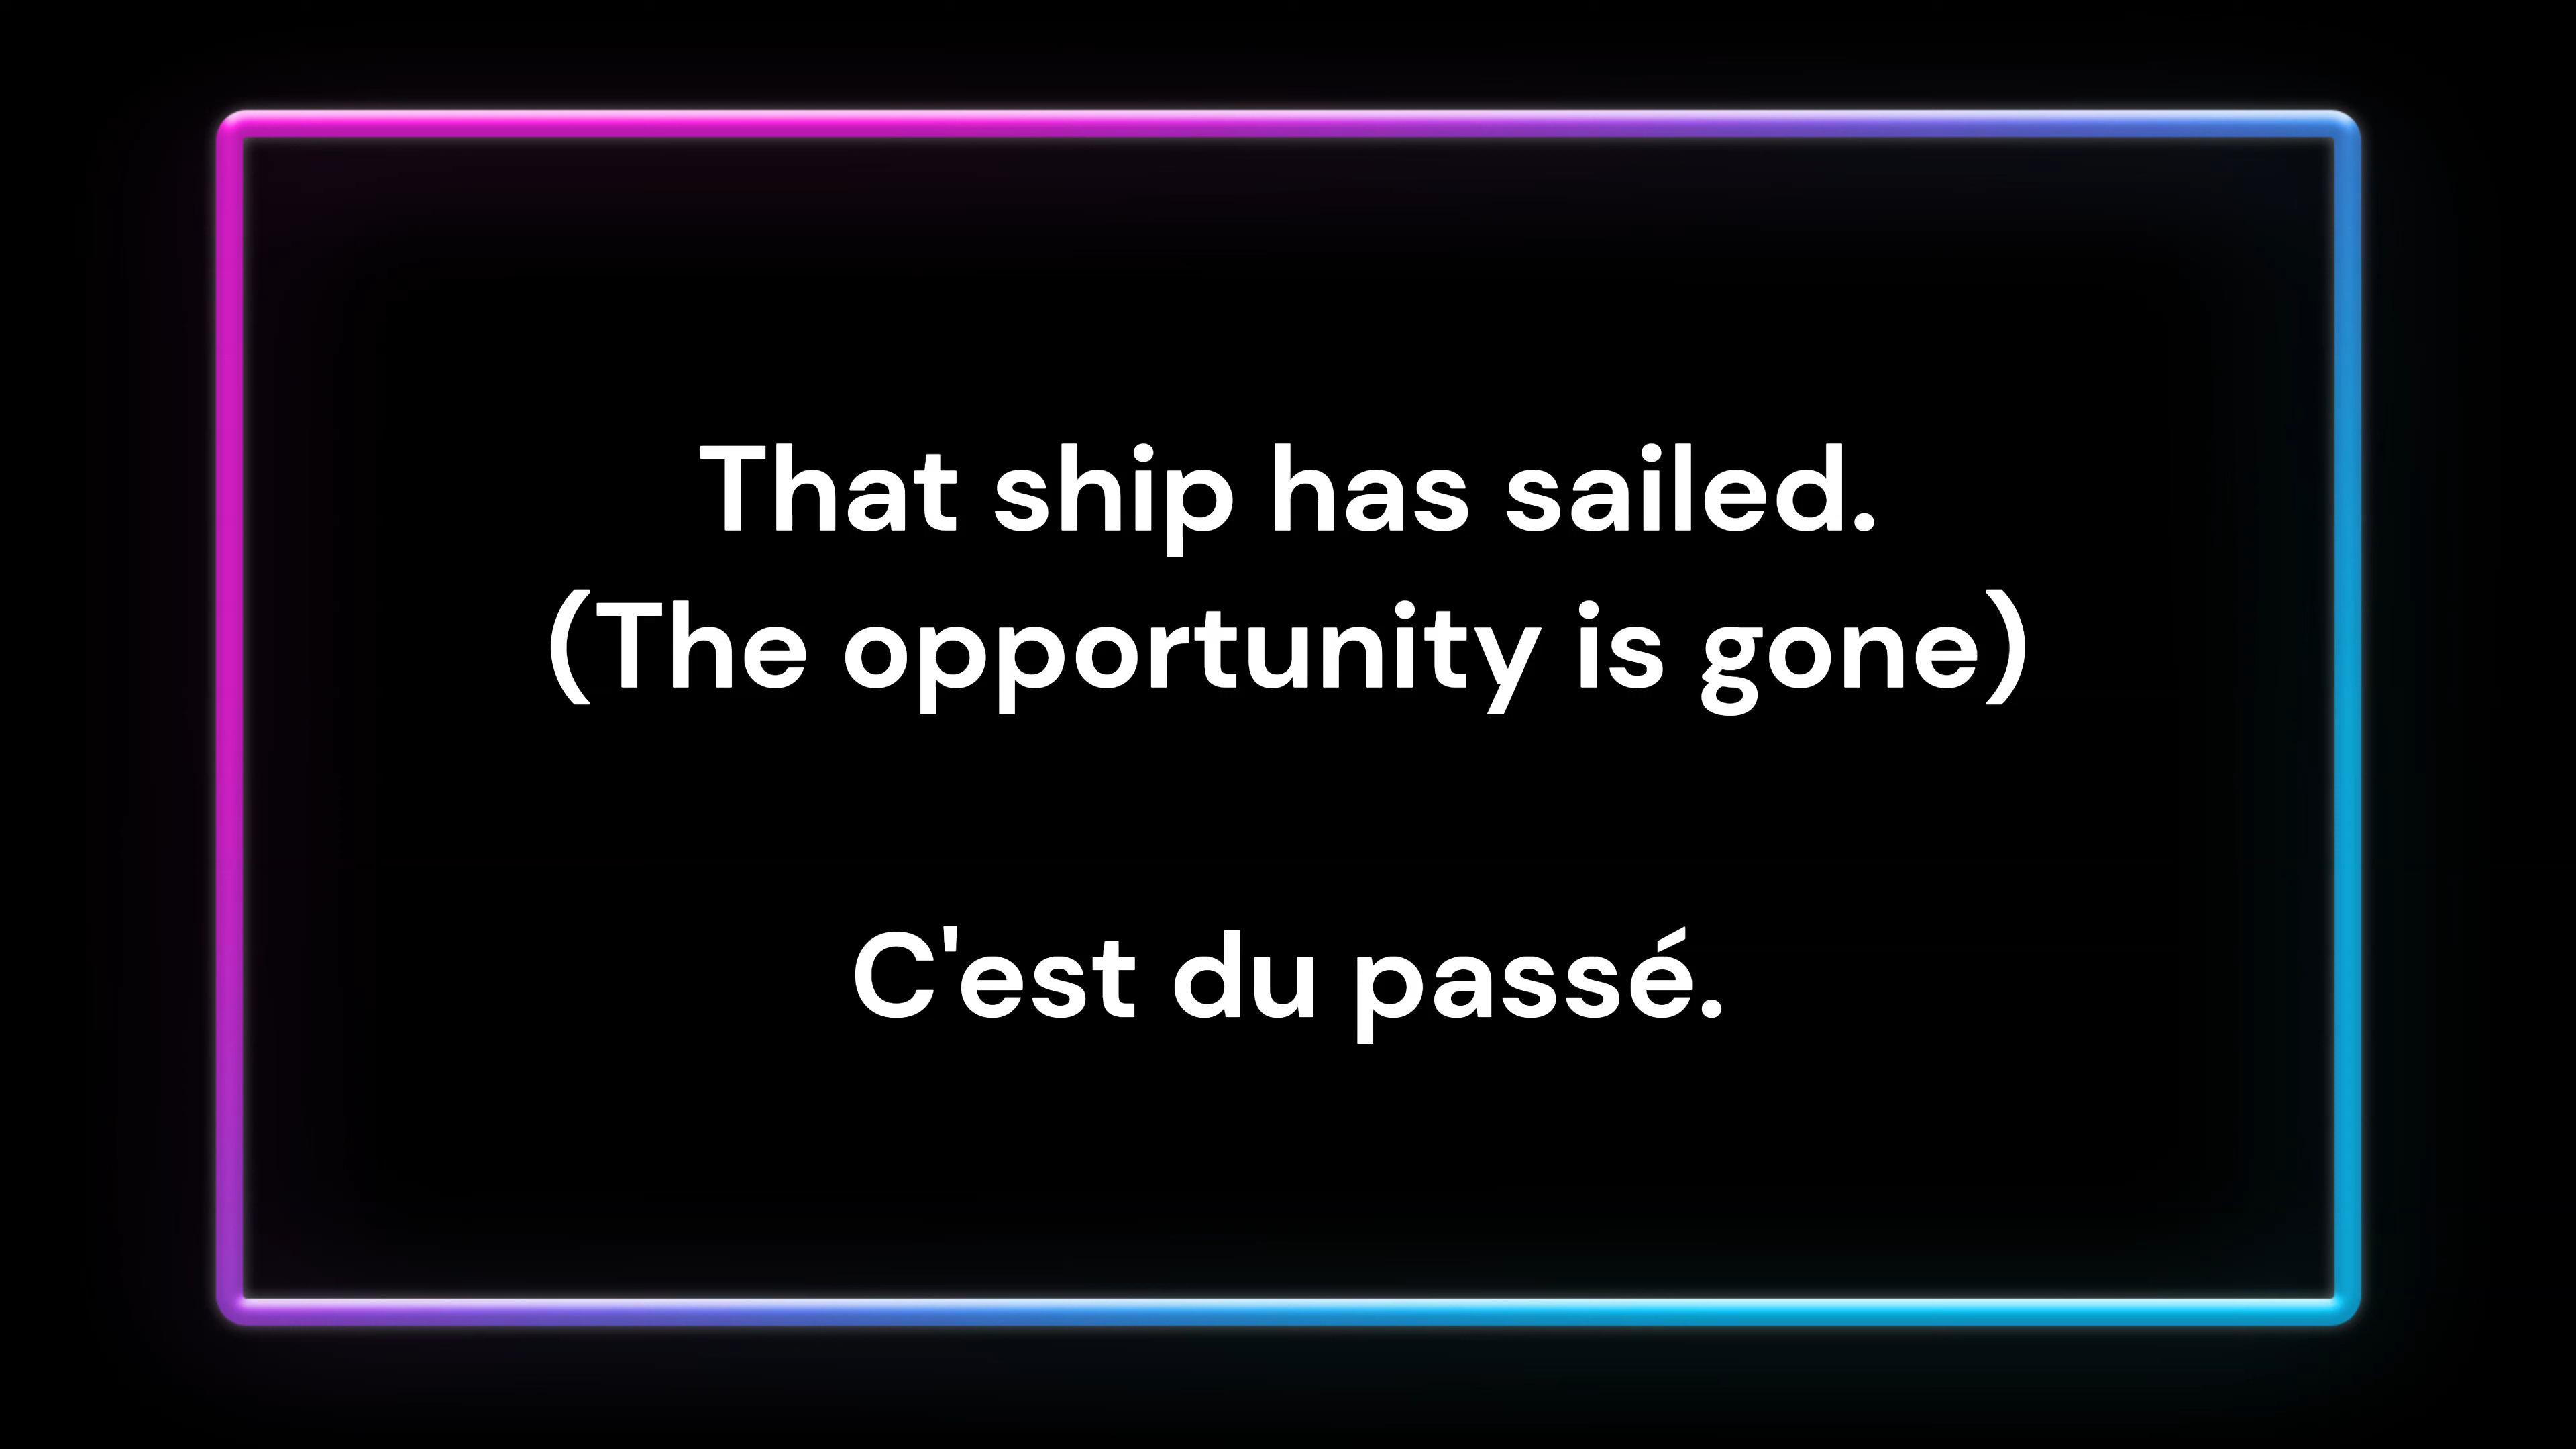 That ship has sailed.
(The opportunity is gone)
C'est du passé.